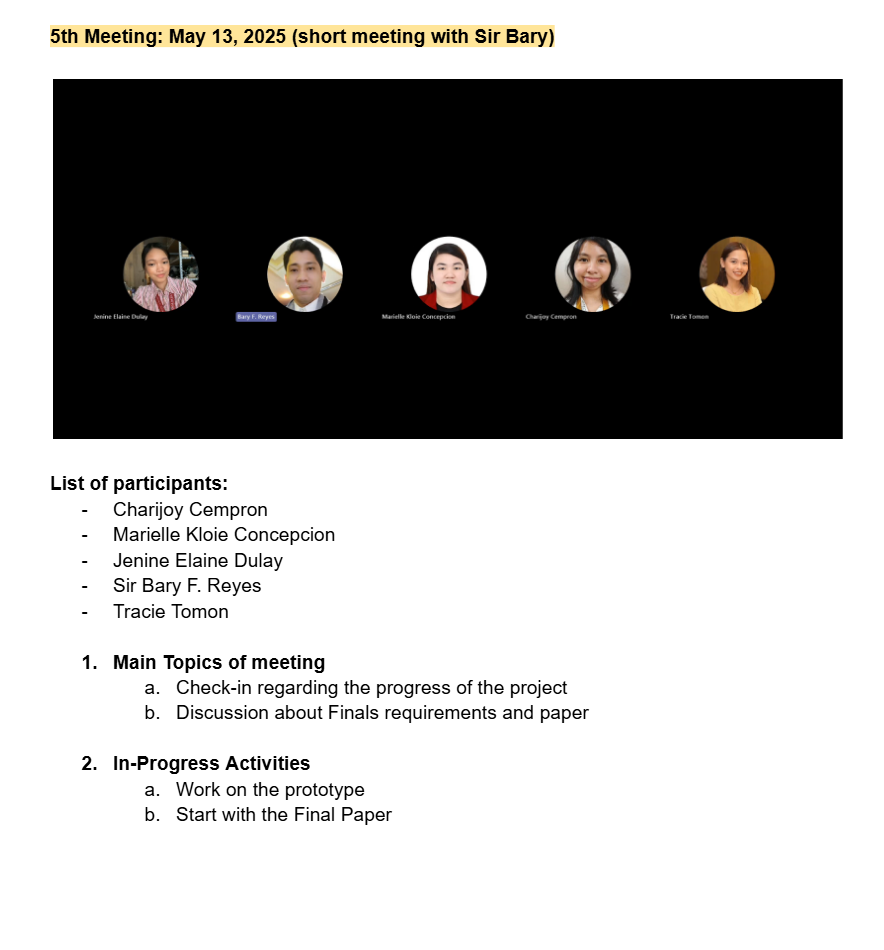 5th Meeting: May 13, 2025 (short meeting with Sir Bary)
Jenine Elaine Dulay
Bary F. Reyes
Marielle Kloie Concepcion
Charijoy Cempron
Tracie Tomon
List of participants:
- Charijoy Cempron
- Marielle Kloie Concepcion
- Jenine Elaine Dulay
- Sir Bary F. Reyes
- Tracie Tomon
1. Main Topics of meeting
a. Check-in regarding the progress of the project
b. Discussion about Finals requirements and paper
2. In-Progress Activities
a. Work on the prototype
b. Start with the Final Paper